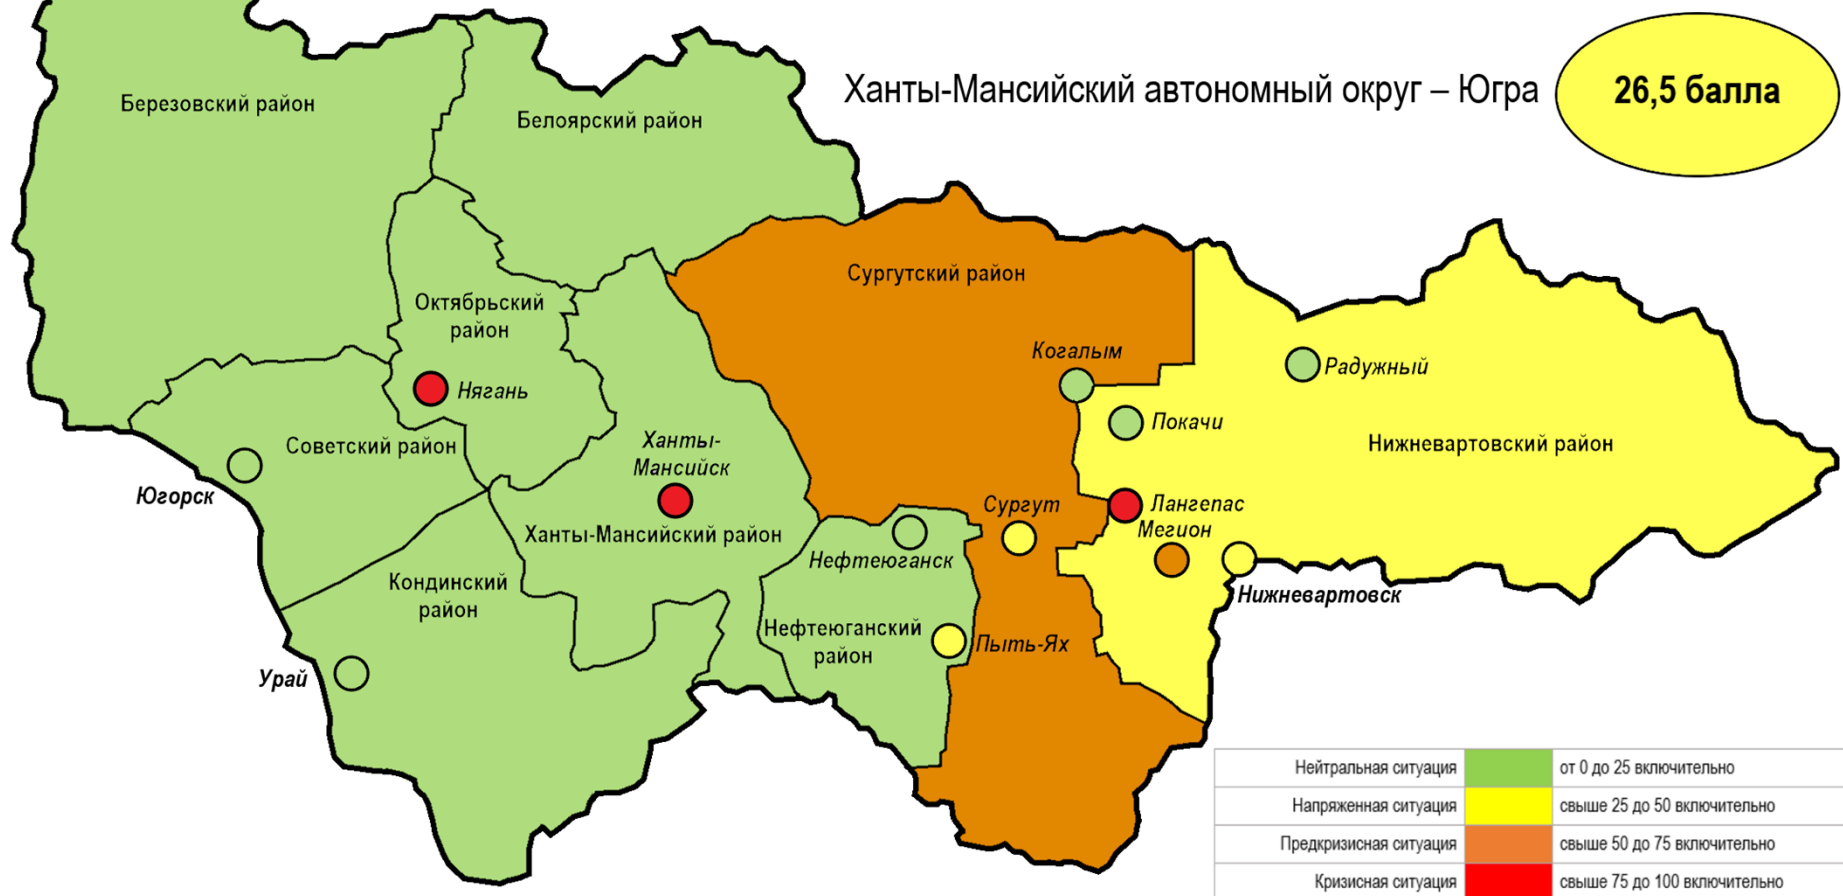 Ханты-Мансийский автономный округ – Югра
26,5 балла
Березовский район
Белоярский район
Сургутский район
Октябрьский
район
Когалым
Радужный
Нягань
Покачи
Ханты-
Мансийск
Советский район
Нижневартовский район
Югорск
Сургут
Лангепас
Мегион
Ханты-Мансийский район
Нефтеюганск
Кондинский
район
Нижневартовск
Нефтеюганский
район
Пыть-Ях
Урай
Нейтральная ситуация от 0 до 25 включительно
Напряженная ситуация свыше 25 до 50 включительно
Предкризисная ситуация свыше 50 до 75 включительно
Кризисная ситуация свыше 75 до 100 включительно